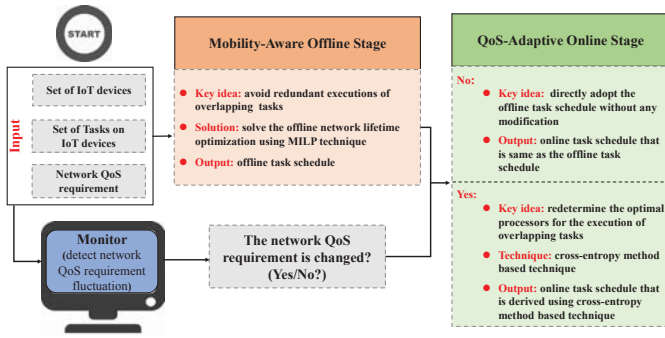 START
Input
Set of IoT devices
Set of Tasks on
IoT devices
Network QoS
requirement
Monitor
(detect network
QoS requirement
fluctuation)
Mobility-Aware Offline Stage
Key idea: avoid redundant executions of
overlapping tasks
Solution: solve the offline network lifetime
optimization using MILP technique
Output: offline task schedule
The network QoS
requirement is changed?
(Yes/No?)
QoS-Adaptive Online Stage
No:
Key idea: directly adopt the
offline task schedule without any
modification
Output: online task schedule that
is same as the offline task
schedule
Yes:
Key idea: redetermine the optimal
processors for the execution of
overlapping tasks
Technique: cross-entropy method
based technique
Output: online task schedule that
is derived using cross-entropy
method based technique